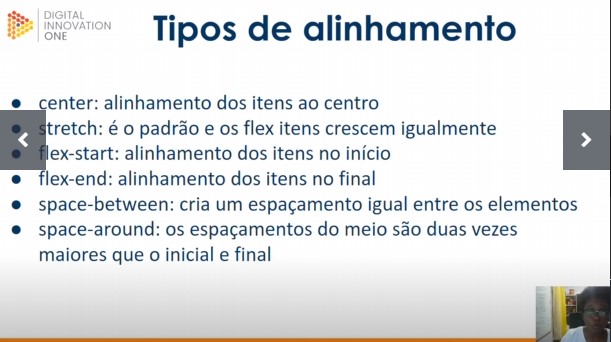 DIGITAL
INNOVATION
ONE
Tipos de alinhamento
● center: alinhamento dos itens ao centro
● stretch: é o padrão e os flex itens crescem igualmente
● flex-start: alinhamento dos itens no início
● flex-end: alinhamento dos itens no final
● space-between: cria um espaçamento igual entre os elementos
● space-around: os espaçamentos do meio são duas vezes
maiores que o inicial e final